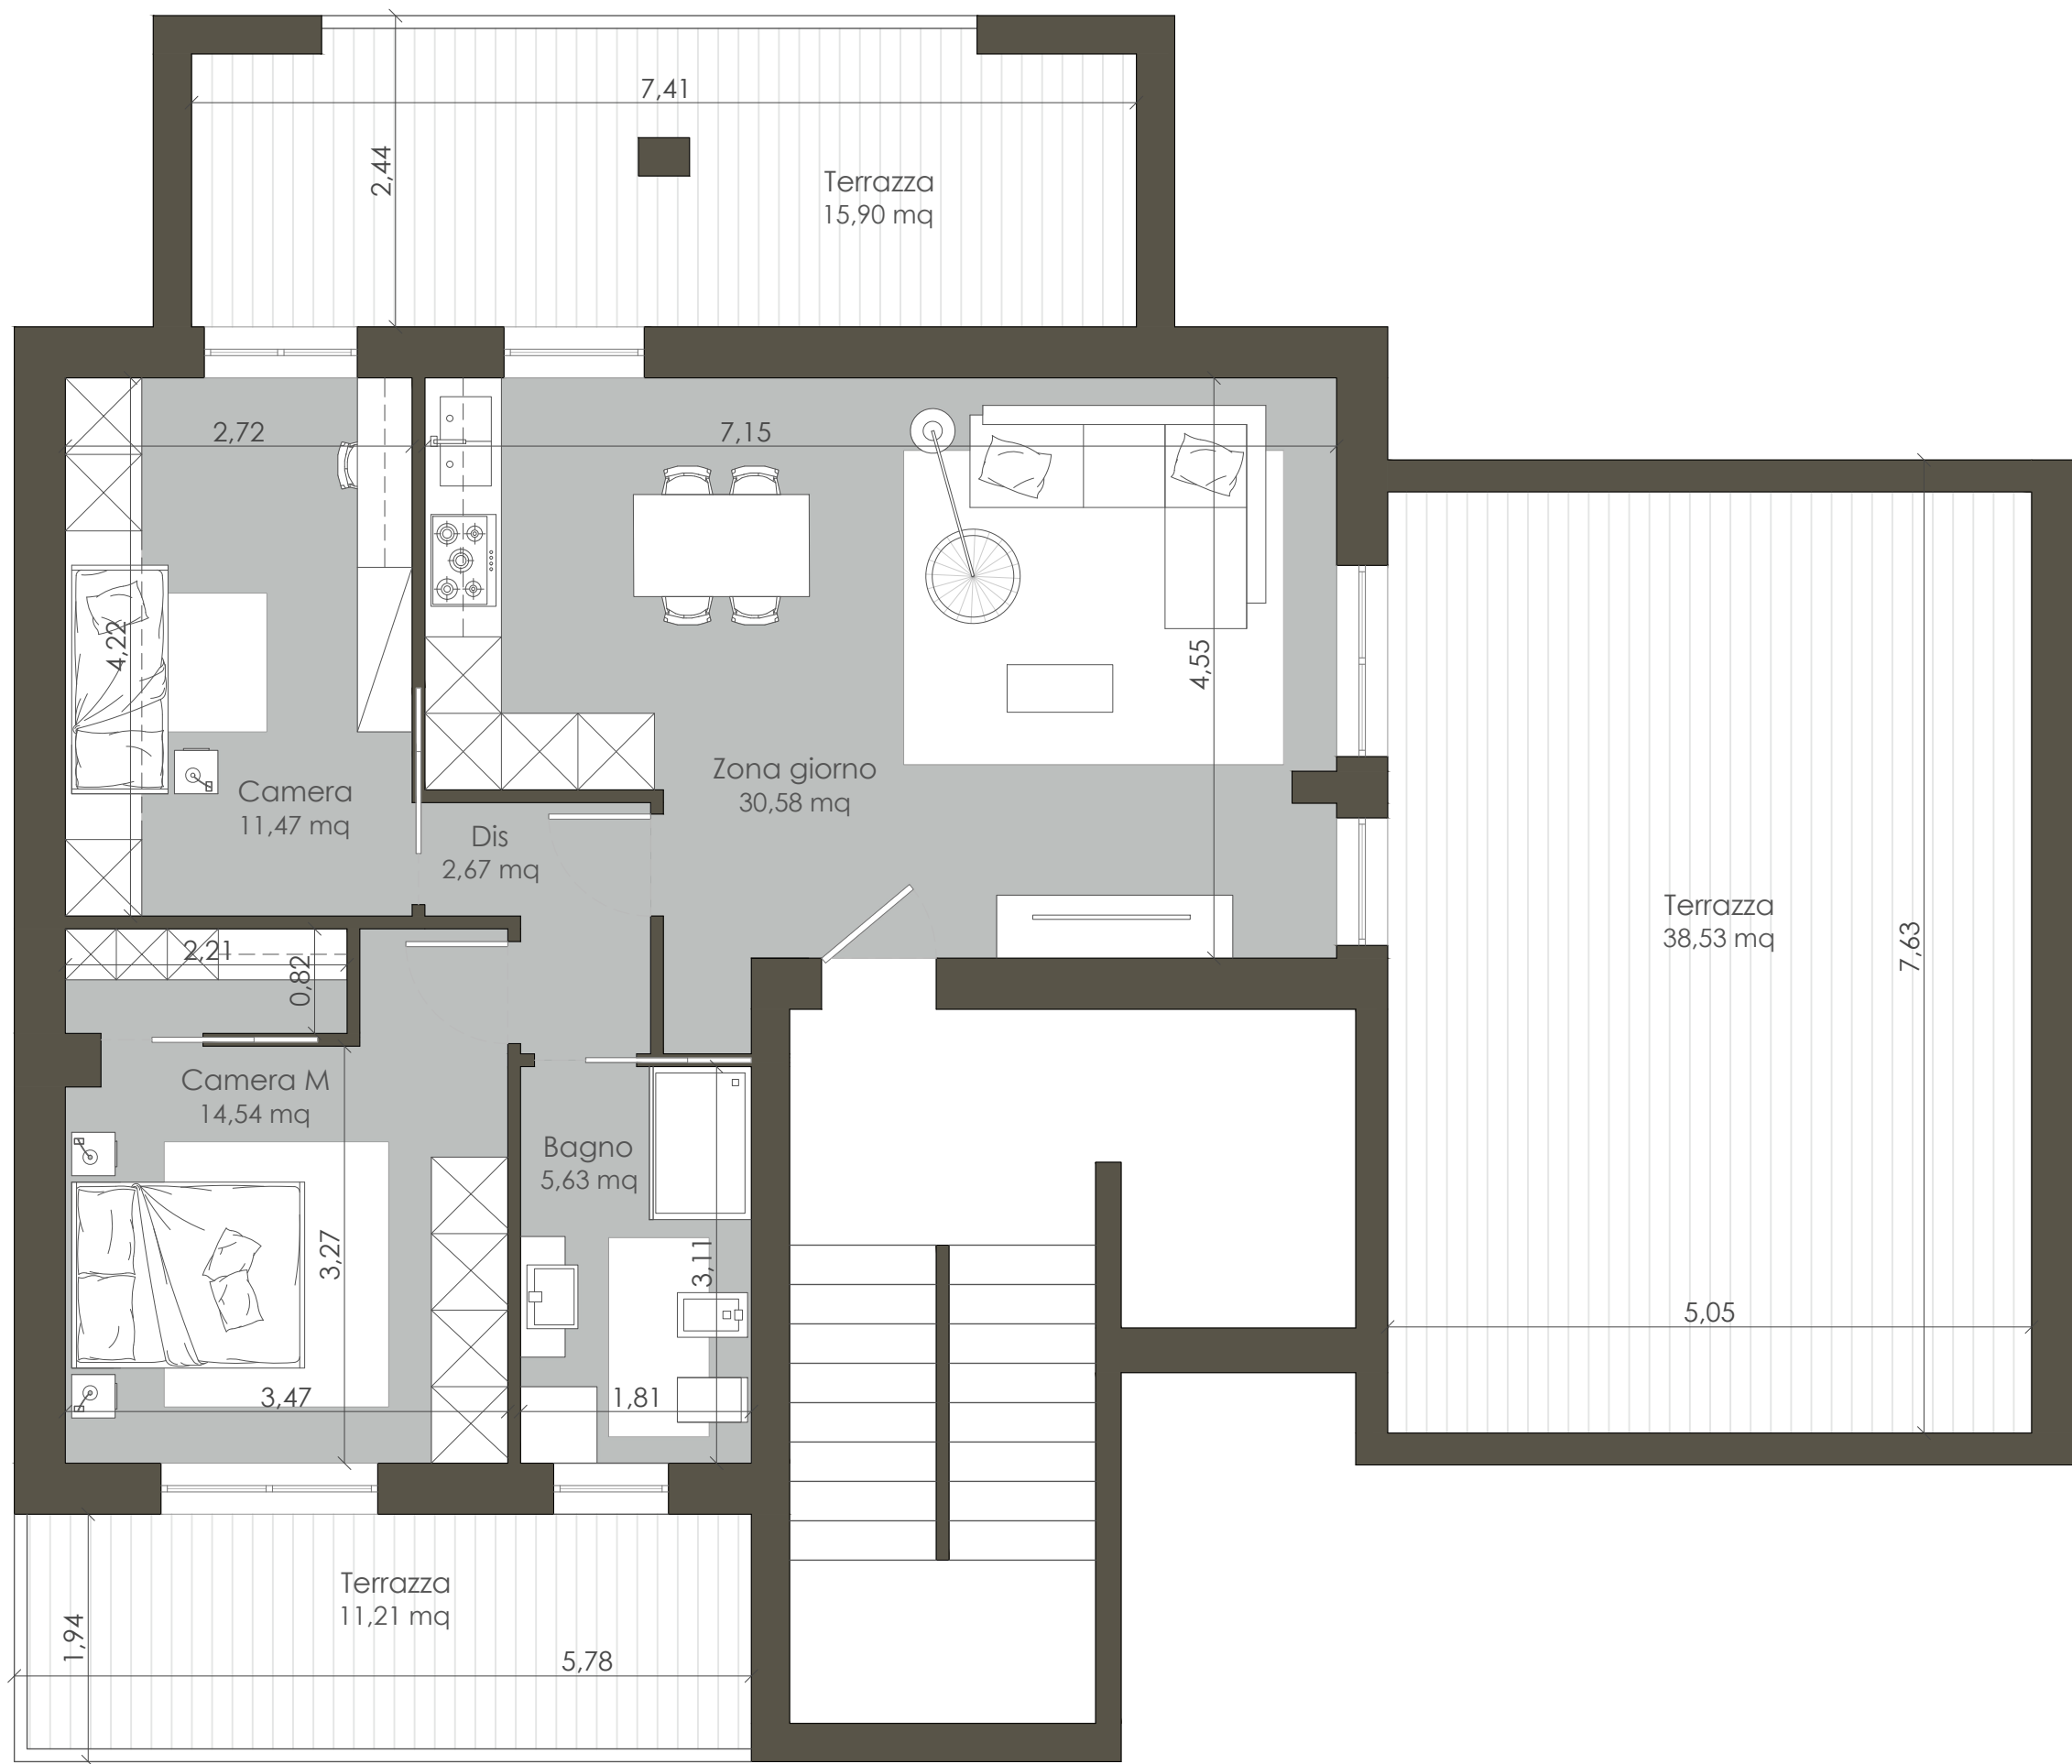 7,41
2,44
Terrazza
15,90 mq
2,72
7,15
4,22
4,55
Zona giorno
30,58 mq
Camera
11,47 mq
Dis
2,67 mq
Terrazza
38,53 mq
7,63
2,21
0,82
Camera M
14,54 mq
Bagno
5,63 mq
3,27
3,11
5,05
3,47
1,81
Terrazza
11,21 mq
1,94
5,78